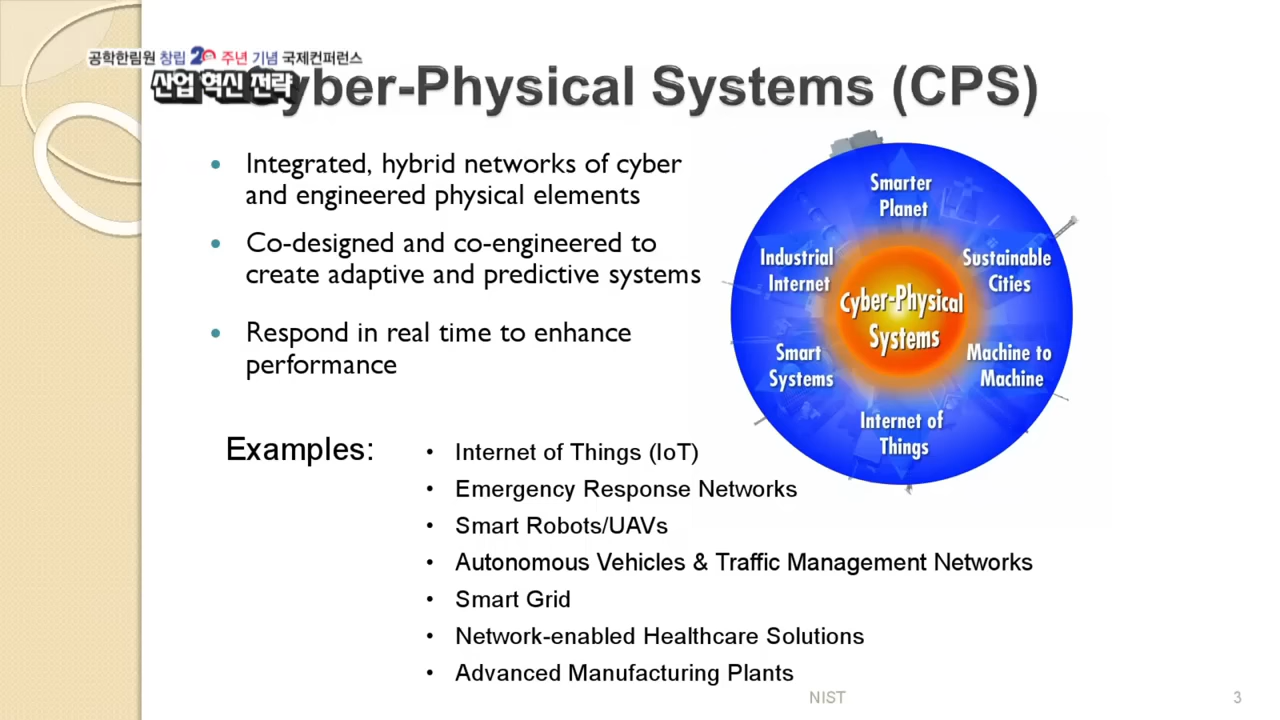 공학한림원 창립 20주년 기념 국제컨퍼런스
산업 혁신 전략
yber-Physical Systems (CPS)
• Integrated, hybrid networks of cyber
and engineered physical elements
• Co-designed and co-engineered to
create adaptive and predictive systems
• Respond in real time to enhance
performance
Smarter
Planet
Industrial
Internet
Sustainable
Cities
Cyber-Physical
Systems
Smart
Systems
Machine to
Machine
Internet of
Things
Examples:
• Internet of Things (IoT)
• Emergency Response Networks
• Smart Robots/UAVs
• Autonomous Vehicles & Traffic Management Networks
• Smart Grid
• Network-enabled Healthcare Solutions
• Advanced Manufacturing Plants
NIST
3